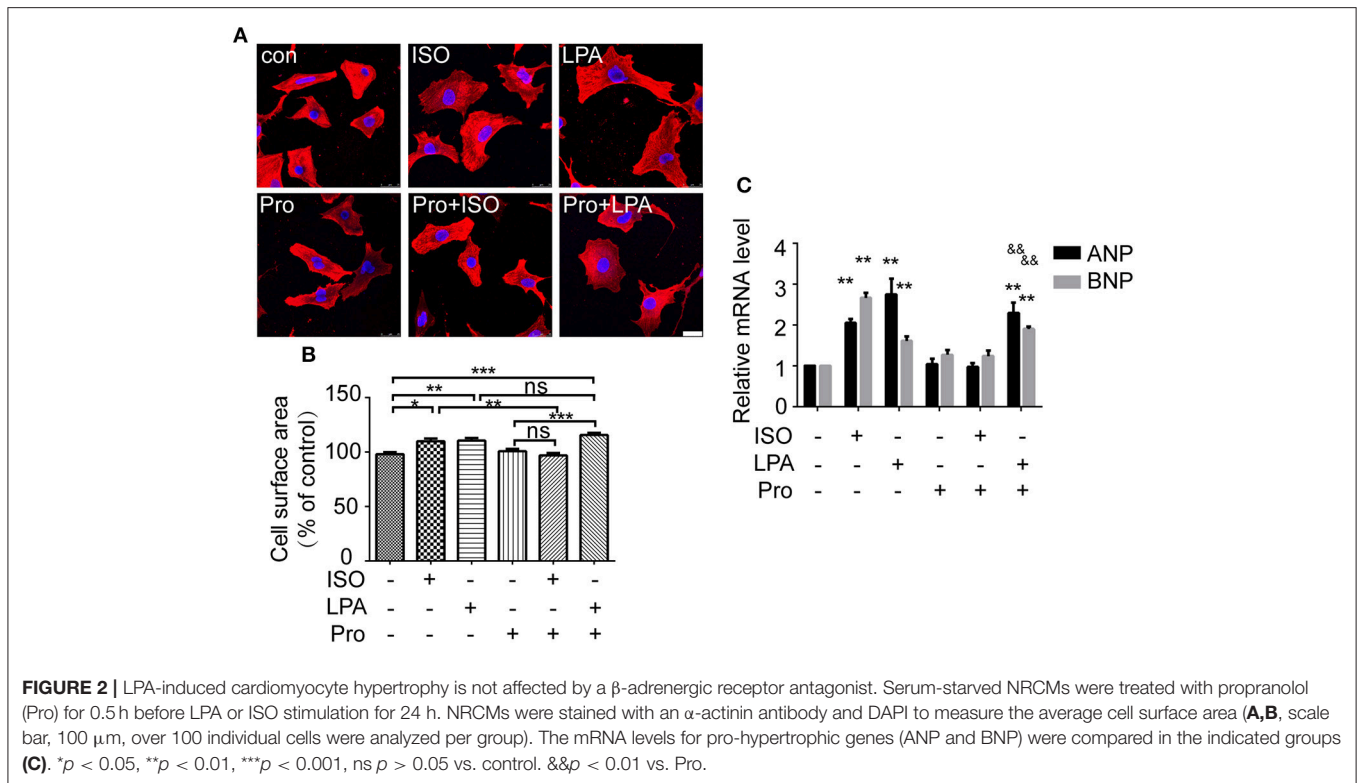 A
con
ISO
LPA
Pro
Pro+ISO
Pro+LPA
B
Cell surface area
( % of control)
150
100
50
0
***
**
ns
*
**
***
ns
ISO - + - - + -
LPA - - + - - +
Pro - - - + + +
C
Relative mRNA level
4
3
2
1
0
**
**
**
**
&&
&&
**
**
ANP
BNP
ISO - + - - + -
LPA - - + - - +
Pro - - - + + +
FIGURE 2 | LPA-induced cardiomyocyte hypertrophy is not affected by a β-adrenergic receptor antagonist. Serum-starved NRCMs were treated with propranolol
(Pro) for 0.5 h before LPA or ISO stimulation for 24 h. NRCMs were stained with an α-actinin antibody and DAPI to measure the average cell surface area (A,B, scale
bar, 100 μm, over 100 individual cells were analyzed per group). The mRNA levels for pro-hypertrophic genes (ANP and BNP) were compared in the indicated groups
(C). *p < 0.05, **p < 0.01, ***p < 0.001, ns p > 0.05 vs. control. &&p < 0.01 vs. Pro.